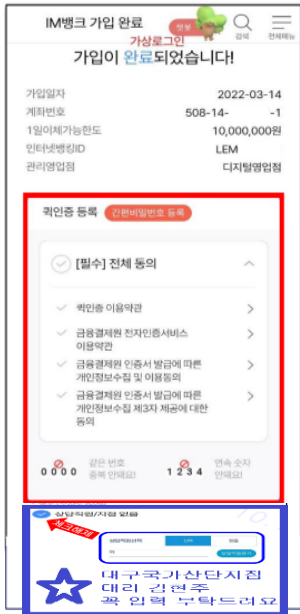 IM뱅크 가입 완료
챗봇
검색
전체메뉴
가상로그인
가입이 완료되었습니다!
가입일자 2022-03-14
계좌번호 508-14- -1
1일이체가능한도 10,000,000원
인터넷뱅킹ID LEM
관리영업점 디지털영업점
퀵인증 등록 간편비밀번호 등록
[필수] 전체 동의
퀵인증 이용약관
금융결제원 전자인증서비스
이용약관
금융결제원 인증서 발급에 따른
개인정보수집 및 이용동의
금융결제원 인증서 발급에 따른
개인정보수집 제3자 제공에 대한
동의
0000 같은 번호
중복 안돼요!
1234 연속 숫자
안돼요!
상담직원/지점 없음
체크해제
대구국가산단지점
대리 김현주
꼭 입력 부탁드려요